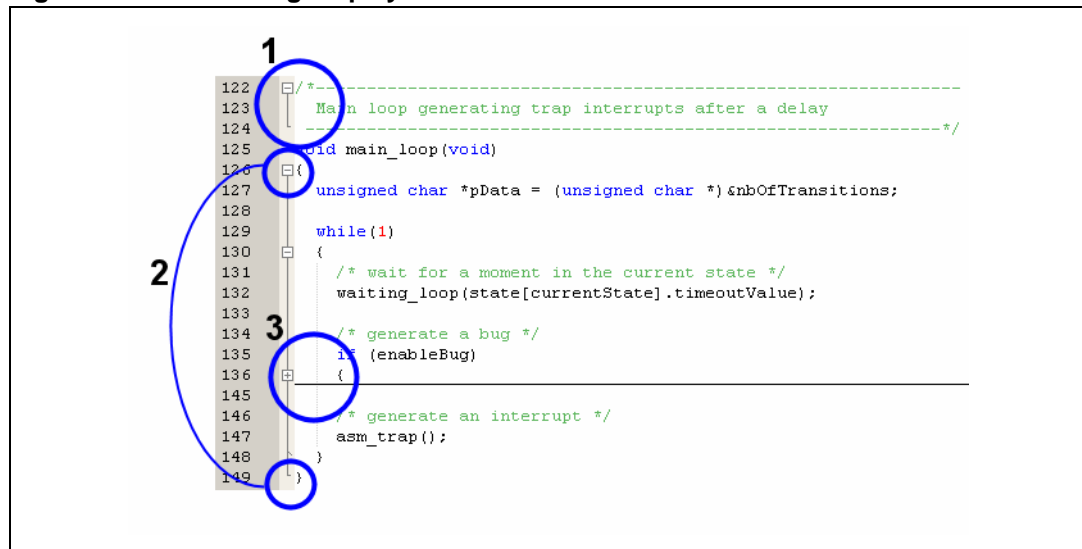 1
122 /*----------------------------------------------------------------
123 Main loop generating trap interrupts after a delay
124 ----------------------------------------------------------------*/
125 void main_loop(void)
126 {
127 unsigned char *pData = (unsigned char *)&nbOfTransitions;
128
129 while(1)
130 {
2
131 /* wait for a moment in the current state */
132 waiting_loop(state[currentState].timeoutValue);
133
3
134 /* generate a bug */
135 if (enableBug)
136 {
145
146 /* generate an interrupt */
147 asm_trap();
148 }
149 }